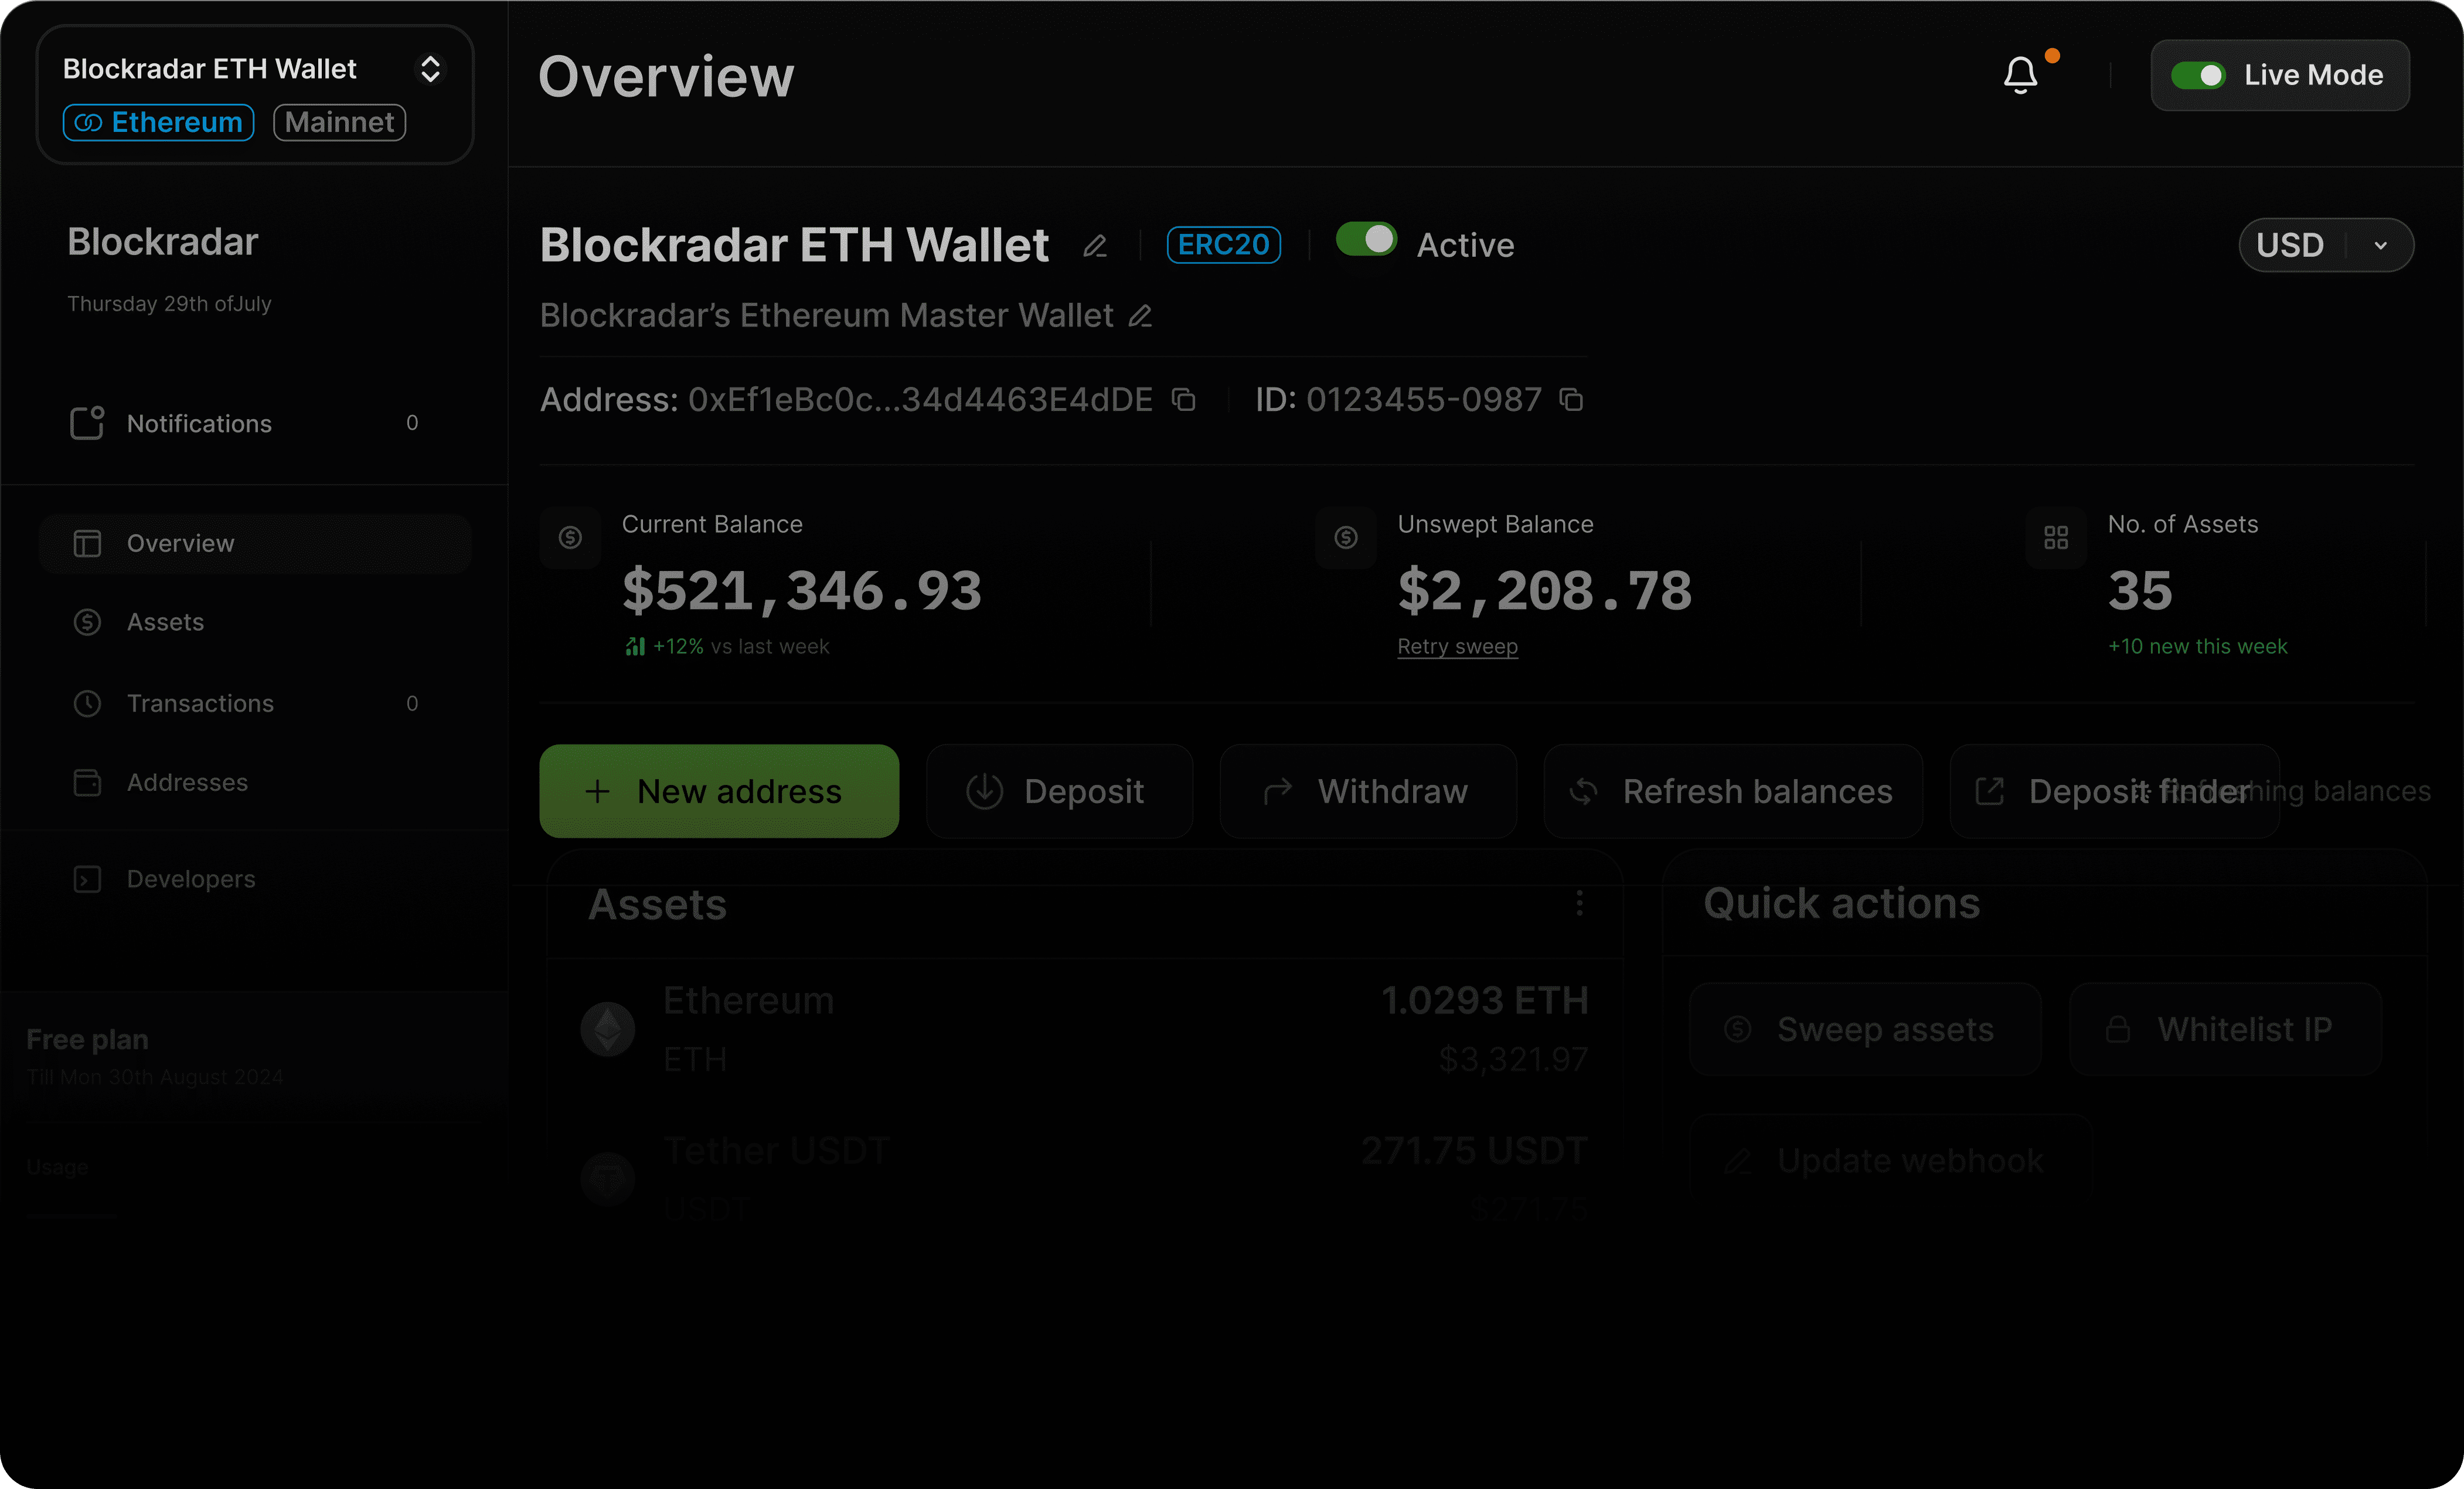 Blockradar ETH Wallet
Ethereum
Mainnet
Blockradar
Thursday 29th ofJuly
Notifications 0
Overview
Assets
Transactions 0
Addresses
Developers
Free plan
Till Mon 30th August 2024
Usage
Overview
Live Mode
Blockradar ETH Wallet
ERC20
Active
USD
Blockradar’s Ethereum Master Wallet
Address: 0xEf1eBc0c...34d4463E4dDE
ID: 0123455-0987
Current Balance
$521,346.93
+12% vs last week
Unswept Balance
$2,208.78
Retry sweep
No. of Assets
35
+10 new this week
+ New address
Deposit
Withdraw
Refresh balances
Deposit finder
Refreshing balances
Assets
Ethereum 1.0293 ETH
ETH $3,321.97
Tether USDT 271.75 USDT
USDT $271.75
Quick actions
Sweep assets
Whitelist IP
Update webhook